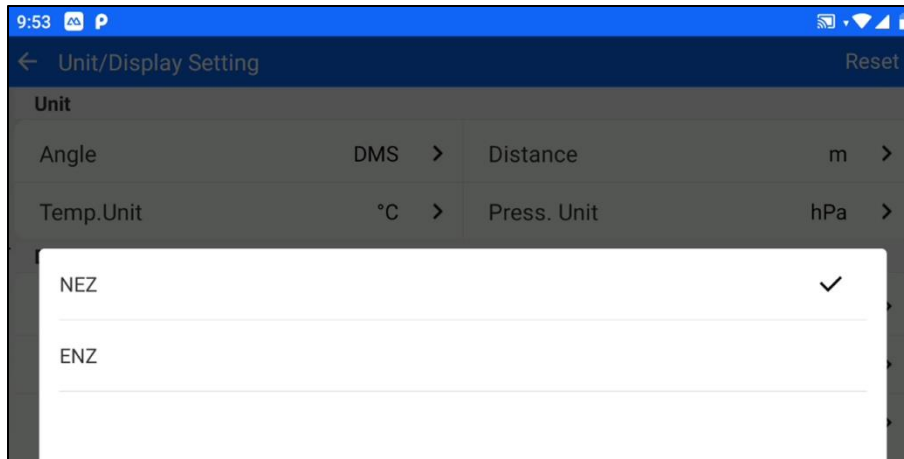 9:53
Unit/Display Setting Reset
Unit
Angle DMS Distance m
Temp.Unit °C Press. Unit hPa
NEZ
ENZ